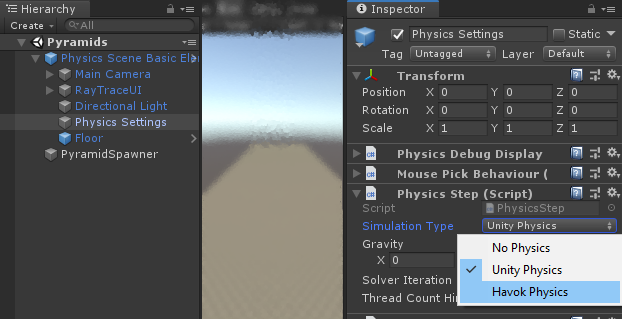 Hierarchy
Create
All
Pyramids
Physics Scene Basic Ele
Main Camera
RayTraceUI
Directional Light
Physics Settings
Floor
PyramidSpawner
Inspector
Physics Settings Static
Tag Untagged Layer Default
Transform
Position X 0 Y 0 Z 0
Rotation X 0 Y 0 Z 0
Scale X 1 Y 1 Z 1
Physics Debug Display
Mouse Pick Behaviour (
Physics Step (Script)
Script PhysicsStep
Simulation Type Unity Physics
No Physics
Unity Physics
Havok Physics
Gravity
X 0
Solver Iteration
Thread Count Hin